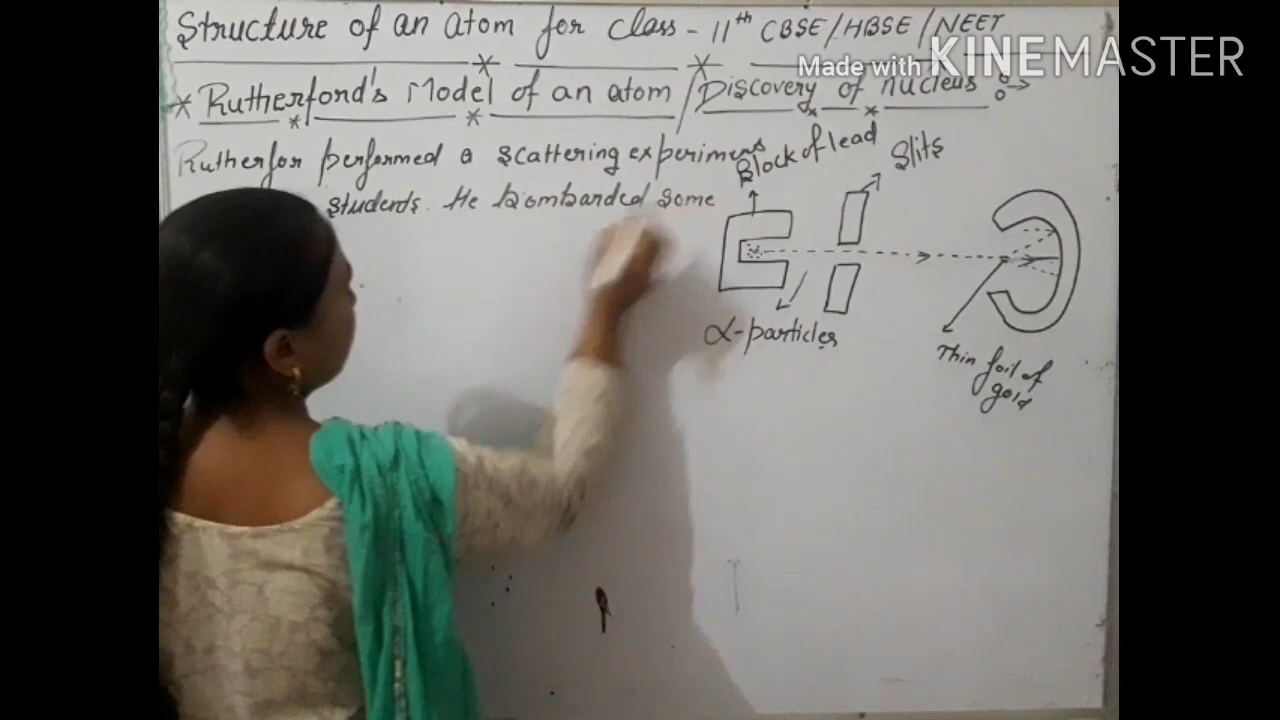 Structure of an atom for class - 11th CBSE/HBSE/NEET
Made with KINEMASTER
* Rutherford's Model of an atom/Discovery of nucleus :->
Rutherfor performed a scattering experiment
students. He bombarded some
Block of lead
Slits
α-particles
Thin foil of
gold